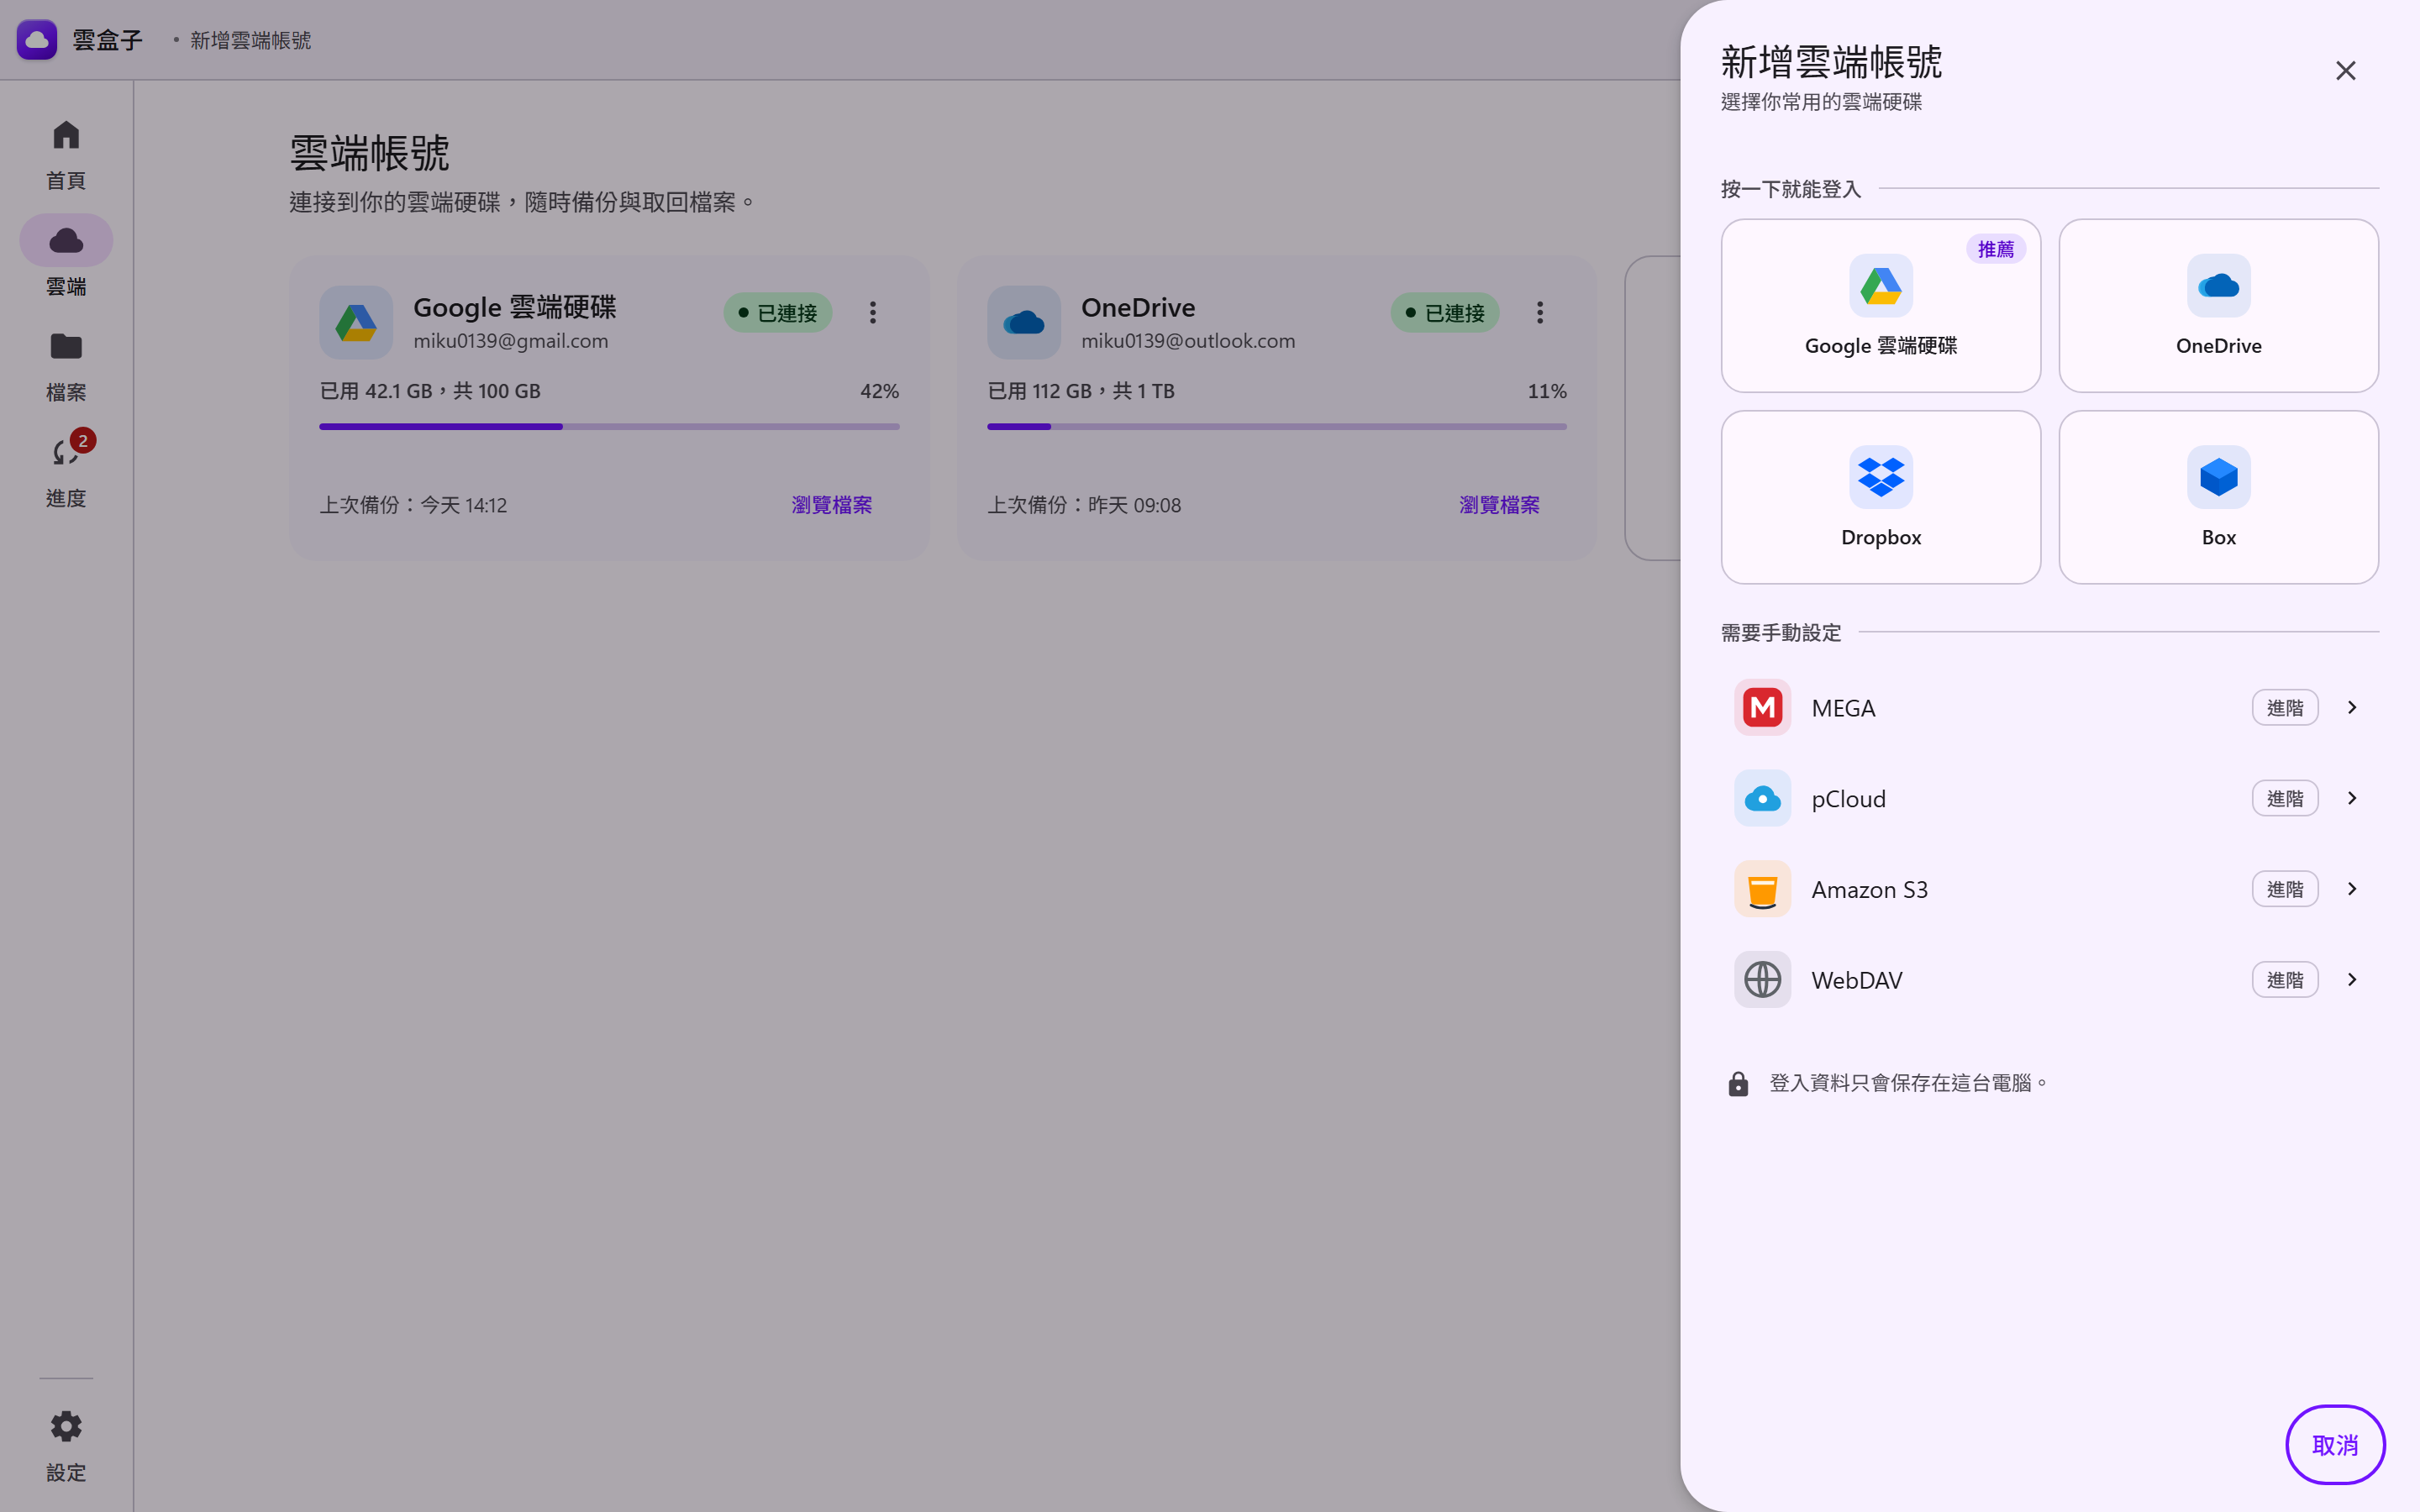 雲盒子
• 新增雲端帳號
首頁
雲端
檔案
2
進度
設定
雲端帳號
連接到你的雲端硬碟，隨時備份與取回檔案。
Google 雲端硬碟
miku0139@gmail.com
已連接
已用 42.1 GB，共 100 GB
42%
上次備份：今天 14:12
瀏覽檔案
OneDrive
miku0139@outlook.com
已連接
已用 112 GB，共 1 TB
11%
上次備份：昨天 09:08
瀏覽檔案
新增雲端帳號
選擇你常用的雲端硬碟
按一下就能登入
推薦
Google 雲端硬碟
OneDrive
Dropbox
Box
需要手動設定
MEGA
進階
pCloud
進階
Amazon S3
進階
WebDAV
進階
登入資料只會保存在這台電腦。
取消